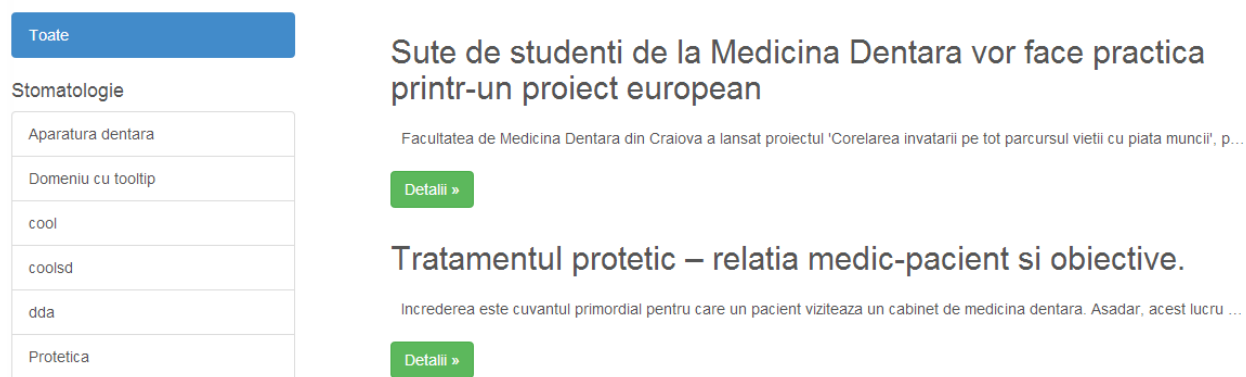 Toate
Stomatologie
Aparatura dentara
Domeniu cu tooltip
cool
coolsd
dda
Protetica
Sute de studenti de la Medicina Dentara vor face practica
printr-un proiect european
Facultatea de Medicina Dentara din Craiova a lansat proiectul 'Corelarea invatarii pe tot parcursul vietii cu piata muncii', p...
Detalii »
Tratamentul protetic – relatia medic-pacient si obiective.
Increderea este cuvantul primordial pentru care un pacient viziteaza un cabinet de medicina dentara. Asadar, acest lucru ...
Detalii »